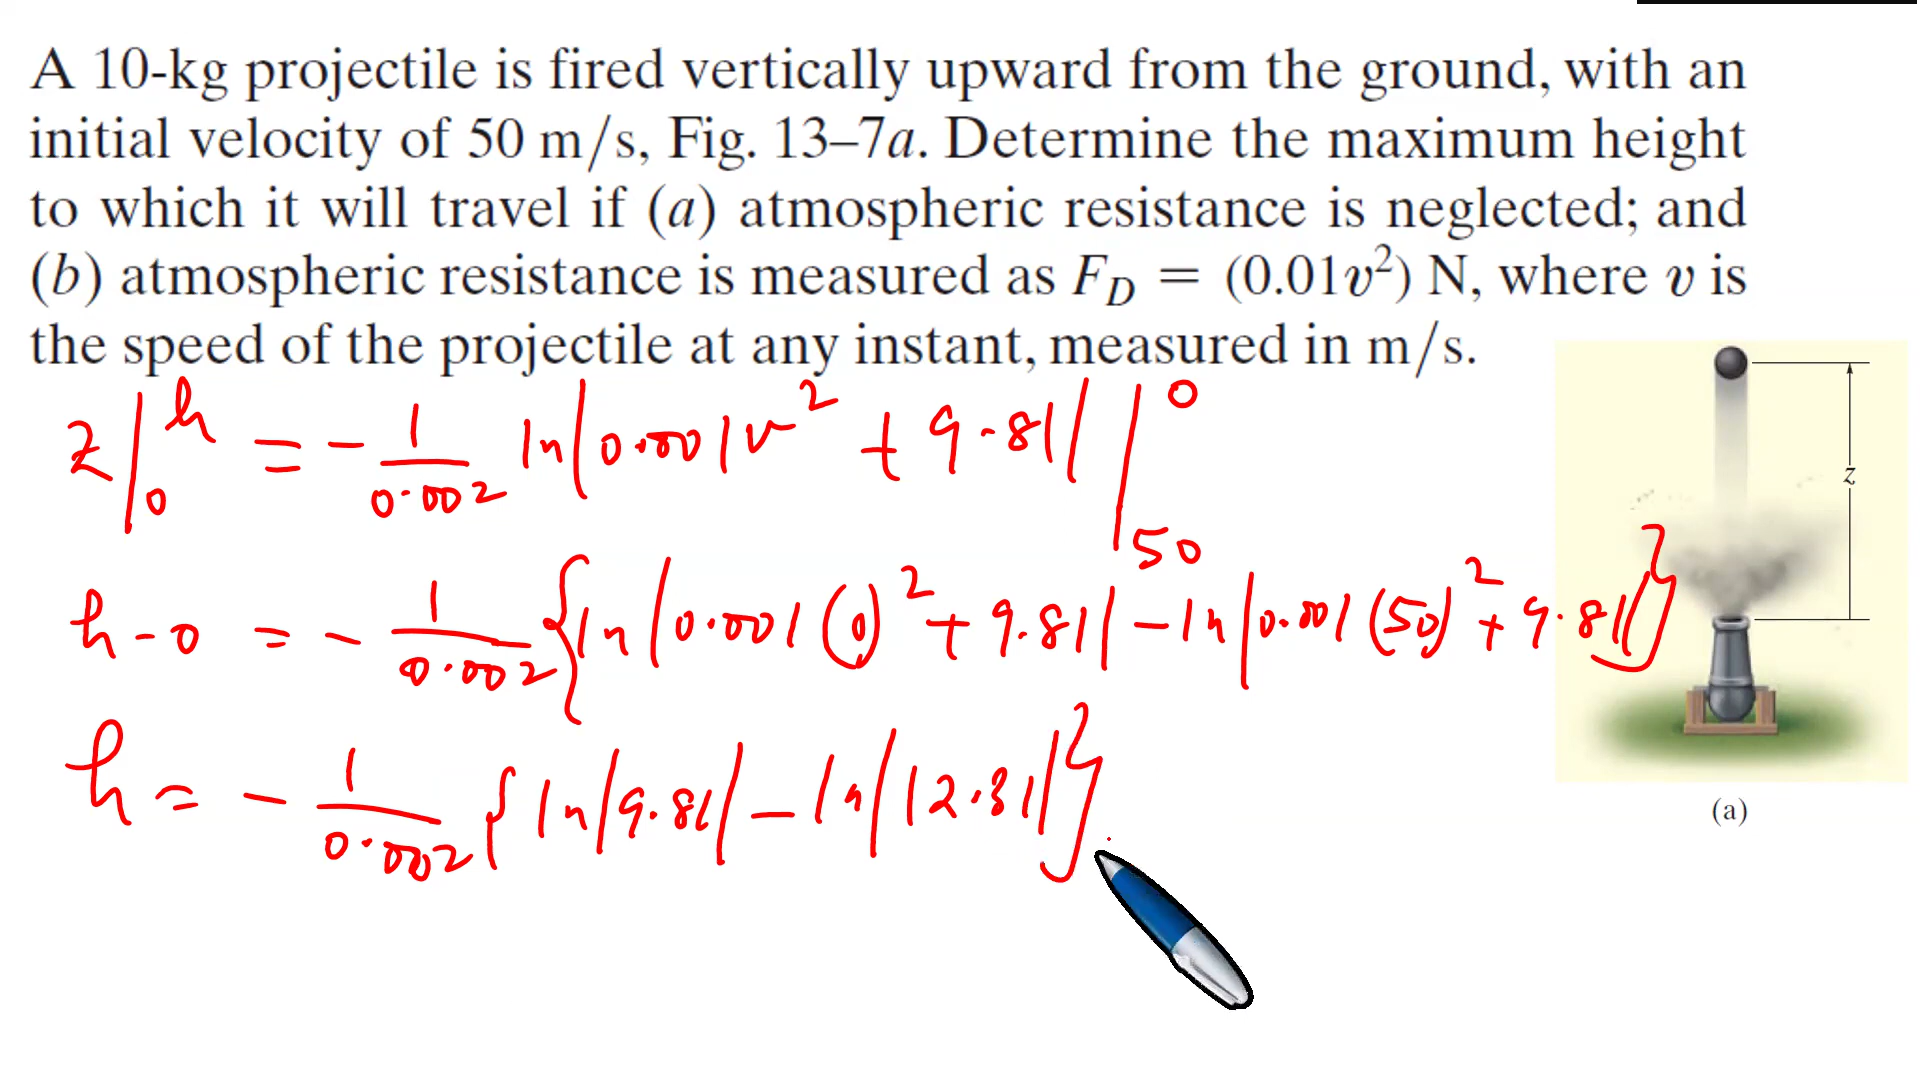 A 10-kg projectile is fired vertically upward from the ground, with an
initial velocity of 50 m/s, Fig. 13–7a. Determine the maximum height
to which it will travel if (a) atmospheric resistance is neglected; and
(b) atmospheric resistance is measured as F_D = (0.01v²) N, where v is
the speed of the projectile at any instant, measured in m/s.
z|₀ʰ = - 1/0.002 ln|0.001v² + 9.81| |₅₀⁰
h-0 = - 1/0.002 {ln|0.001(0)² + 9.81| - ln|0.001(50)² + 9.81|}
h = - 1/0.002 {ln|9.81| - ln|12.31|}
z
(a)